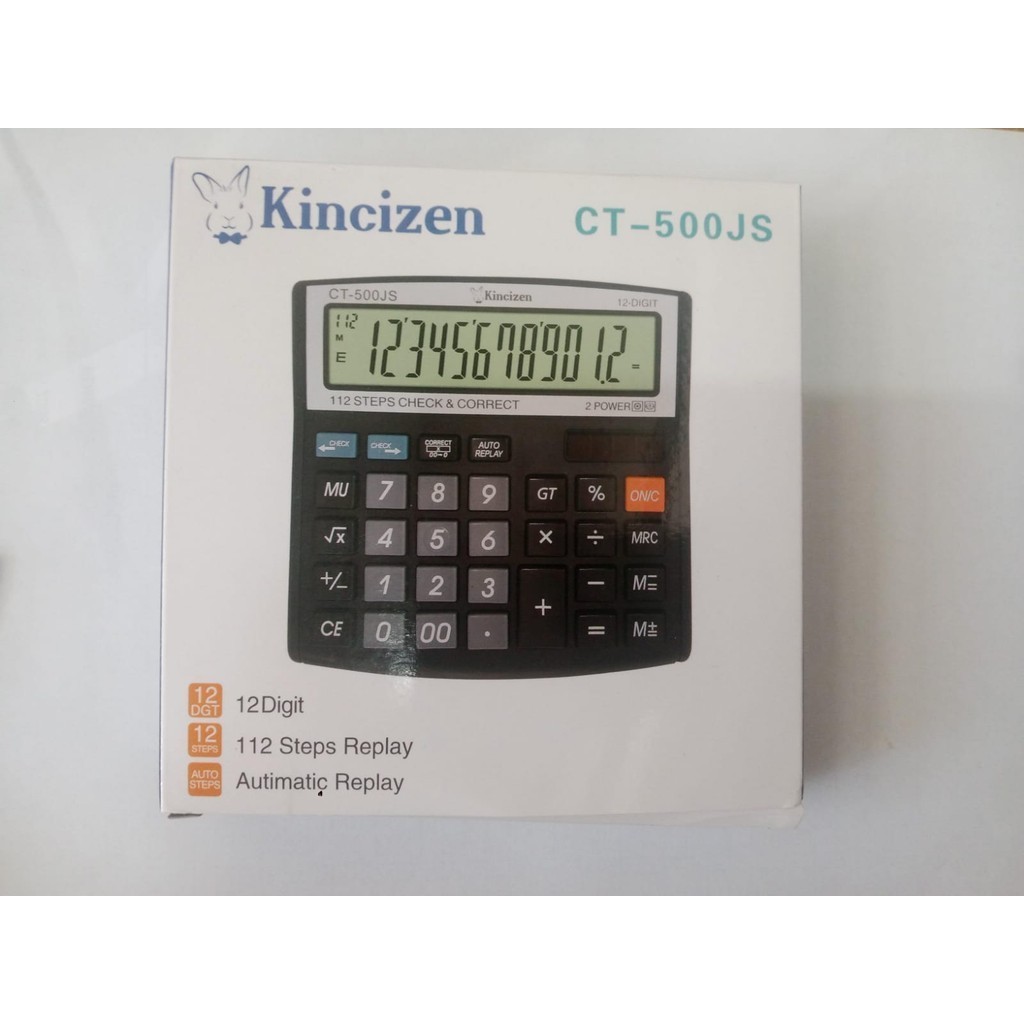 Kincizen CT-500JS
CT-500JS Kincizen 12-DIGIT
112
M
E 123456789012 =
112 STEPS CHECK & CORRECT 2 POWER
CHECK CHECK CORRECT 00→0 AUTO REPLAY
MU 7 8 9 GT % ON/C
√x 4 5 6 × ÷ MRC
+/− 1 2 3 + − M=
CE 0 00 . = M±
12 DGT 12Digit
12 STEPS 112 Steps Replay
AUTO STEPS Autimatic Replay